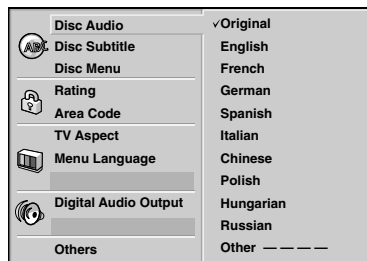 Disc Audio
Disc Subtitle
Disc Menu
Rating
Area Code
TV Aspect
Menu Language
Digital Audio Output
Others
✓Original
English
French
German
Spanish
Italian
Chinese
Polish
Hungarian
Russian
Other — — — —
ABC